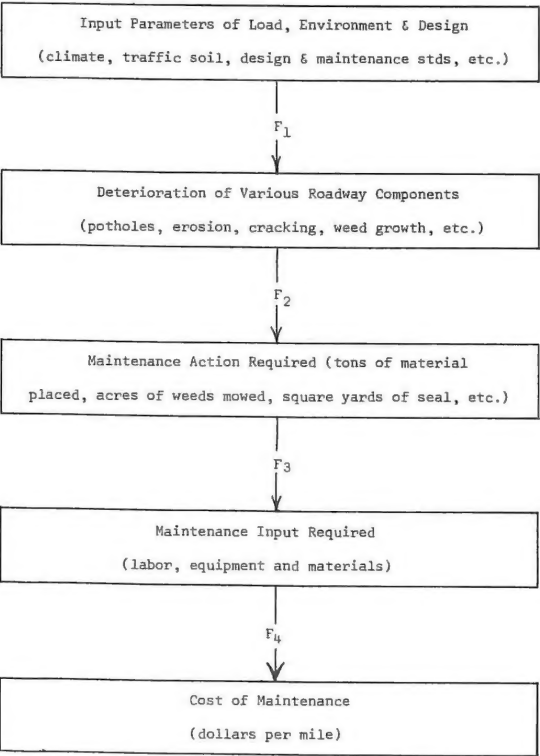 Input Parameters of Load, Environment & Design
(climate, traffic soil, design & maintenance stds, etc.)
F1
Deterioration of Various Roadway Components
(potholes, erosion, cracking, weed growth, etc.)
F2
Maintenance Action Required (tons of material
placed, acres of weeds mowed, square yards of seal, etc.)
F3
Maintenance Input Required
(labor, equipment and materials)
F4
Cost of Maintenance
(dollars per mile)